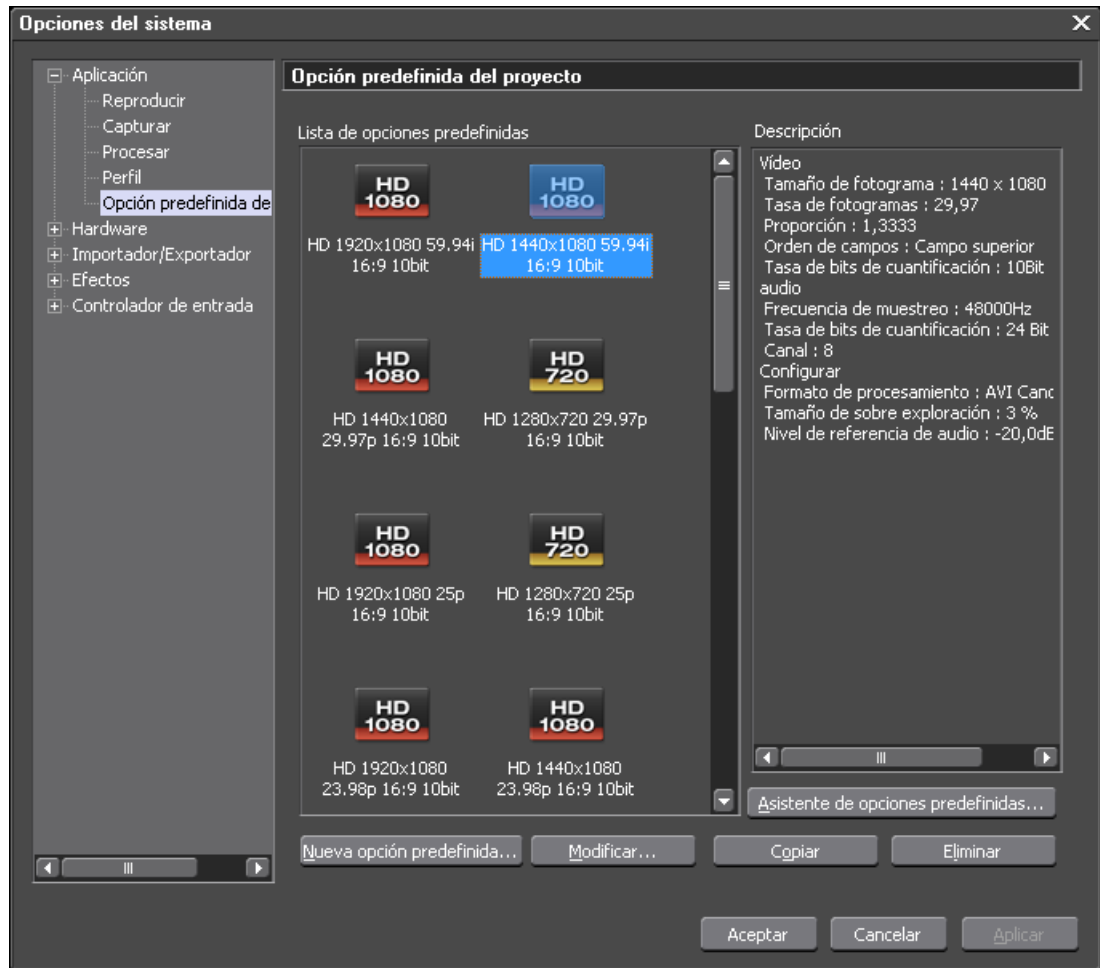 Opciones del sistema
Aplicación
Reproducir
Capturar
Procesar
Perfil
Opción predefinida de
Hardware
Importador/Exportador
Efectos
Controlador de entrada
Opción predefinida del proyecto
Lista de opciones predefinidas
HD
1080
HD 1920x1080 59.94i
16:9 10bit
HD
1080
HD 1440x1080 59.94i
16:9 10bit
HD
1080
HD 1440x1080
29.97p 16:9 10bit
HD
720
HD 1280x720 29.97p
16:9 10bit
HD
1080
HD 1920x1080 25p
16:9 10bit
HD
720
HD 1280x720 25p
16:9 10bit
HD
1080
HD 1920x1080
23.98p 16:9 10bit
HD
1080
HD 1440x1080
23.98p 16:9 10bit
Descripción
Vídeo
Tamaño de fotograma : 1440 x 1080
Tasa de fotogramas : 29,97
Proporción : 1,3333
Orden de campos : Campo superior
Tasa de bits de cuantificación : 10Bit
audio
Frecuencia de muestreo : 48000Hz
Tasa de bits de cuantificación : 24 Bit
Canal : 8
Configurar
Formato de procesamiento : AVI Canc
Tamaño de sobre exploración : 3 %
Nivel de referencia de audio : -20,0dB
Asistente de opciones predefinidas...
Nueva opción predefinida...
Modificar...
Copiar
Eliminar
Aceptar
Cancelar
Aplicar